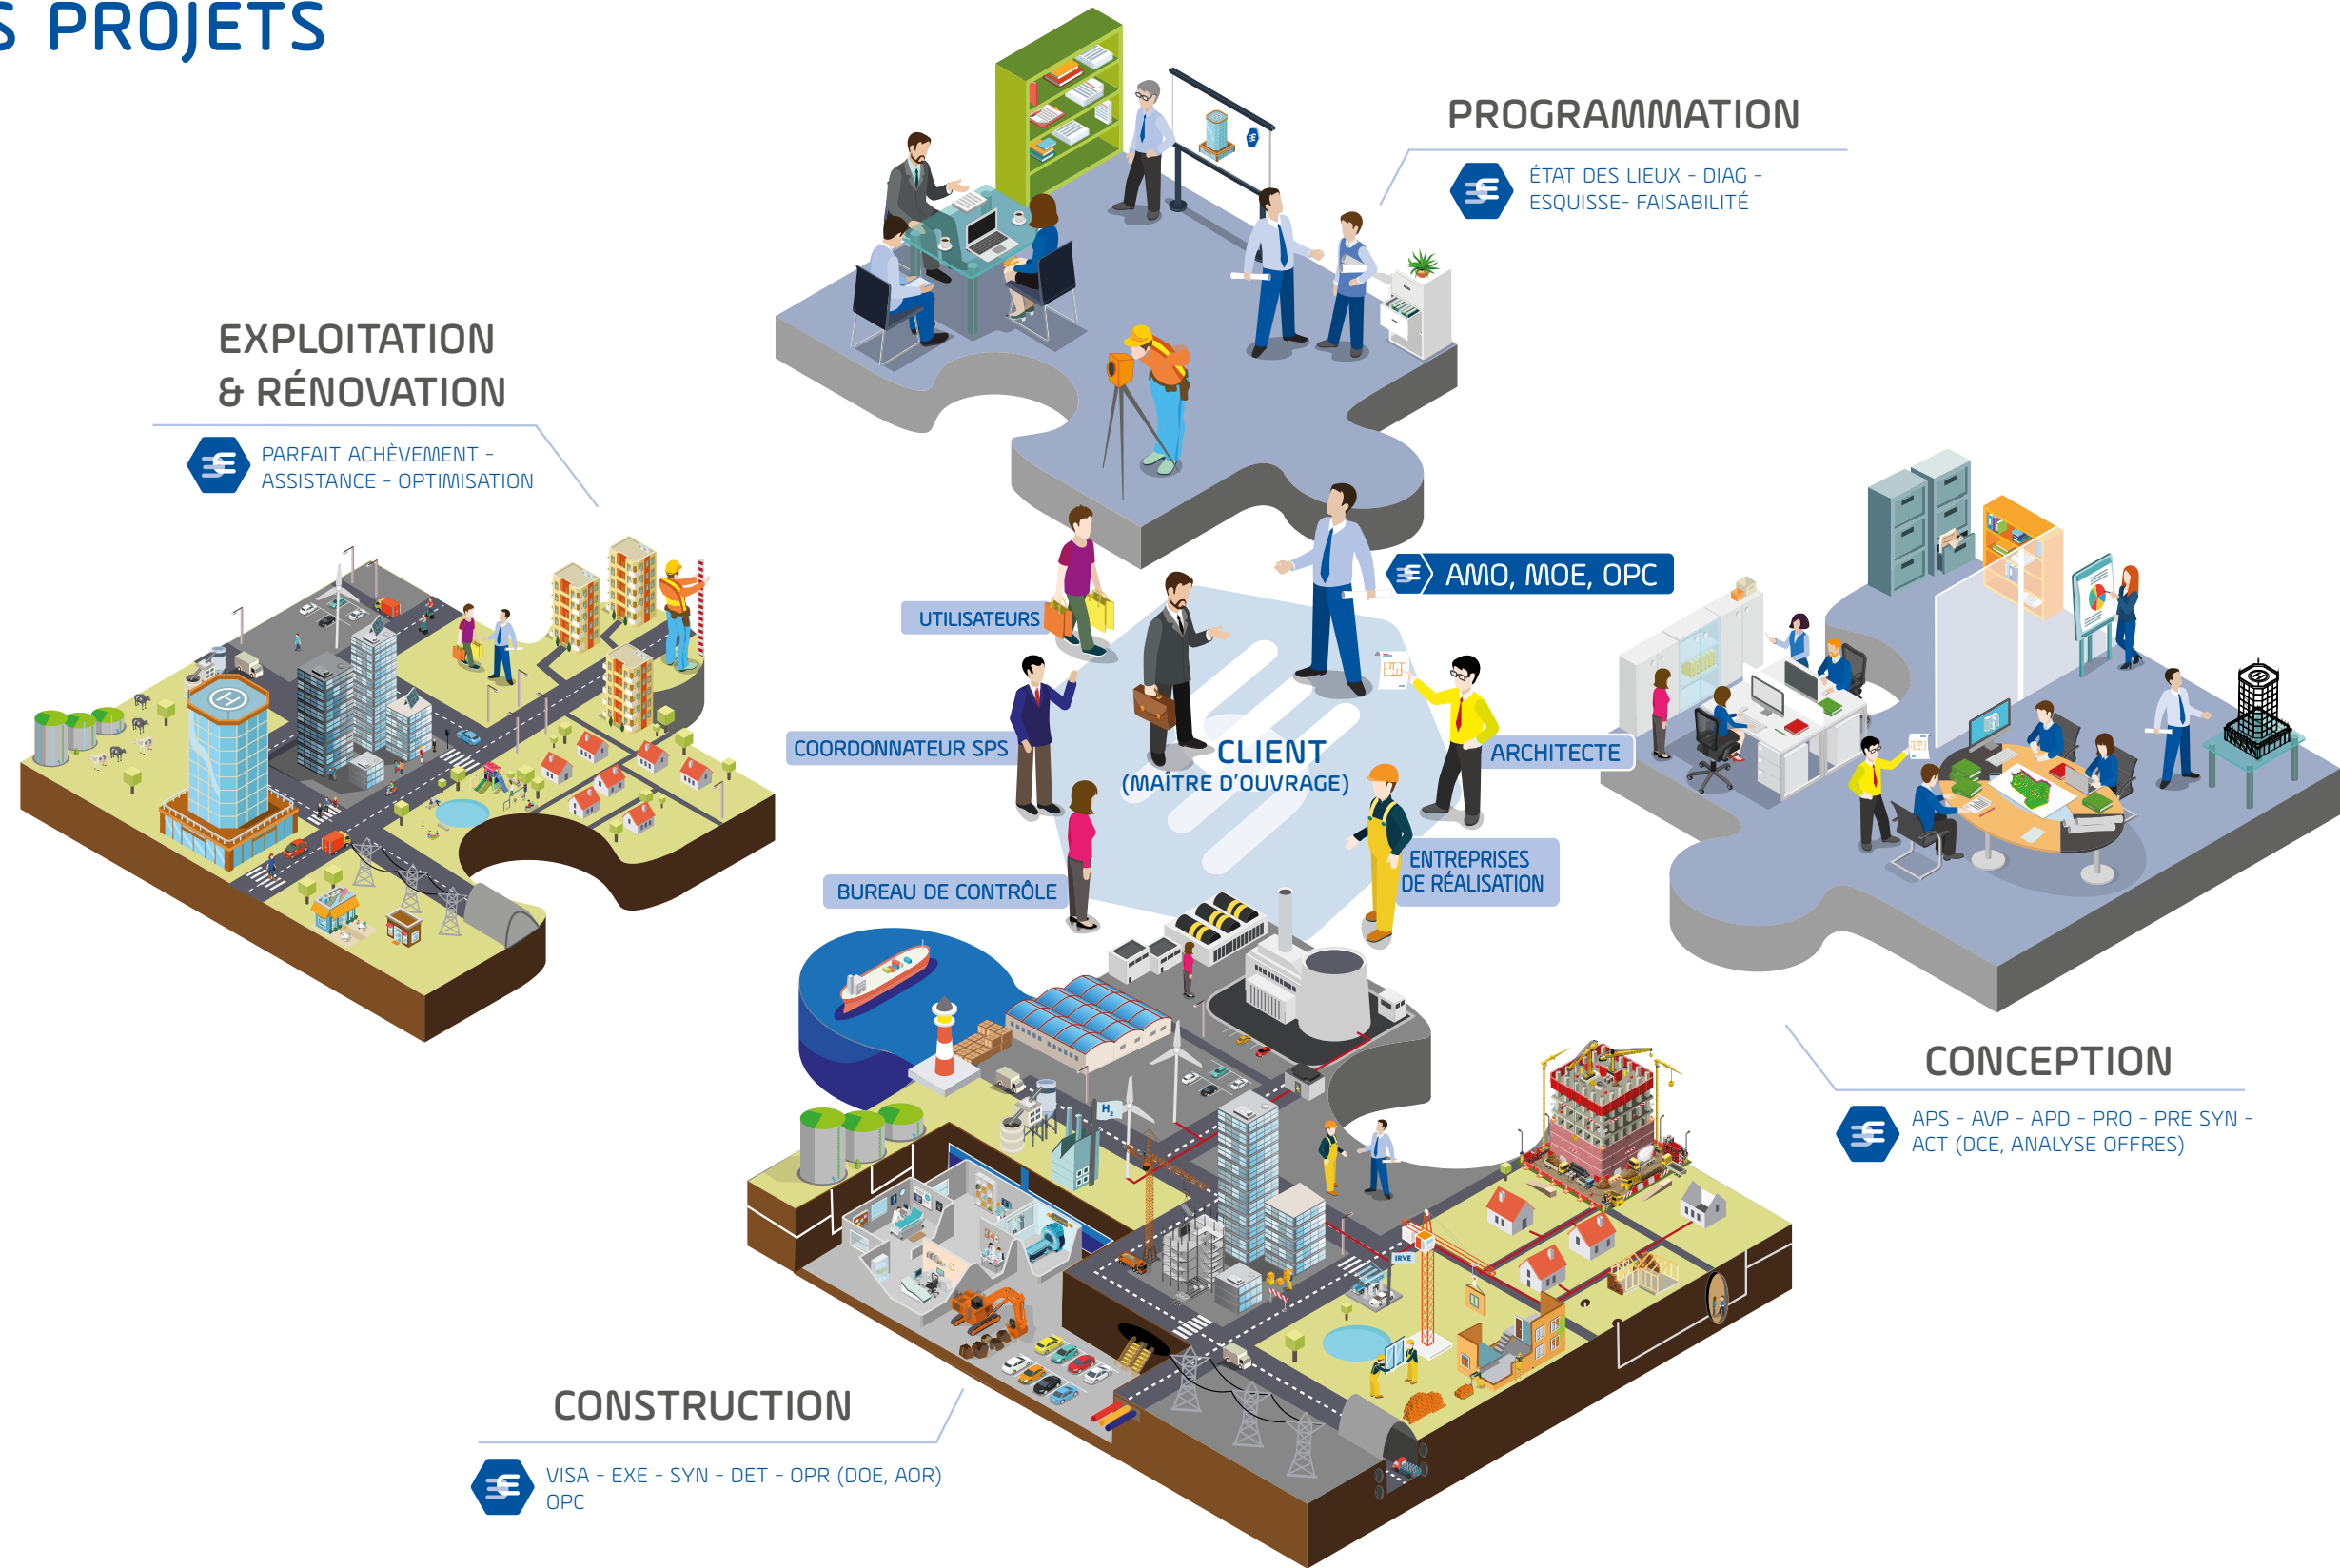 S PROJETS
PROGRAMMATION
ÉTAT DES LIEUX - DIAG -
ESQUISSE- FAISABILITÉ
EXPLOITATION
& RÉNOVATION
PARFAIT ACHÈVEMENT -
ASSISTANCE - OPTIMISATION
AMO, MOE, OPC
UTILISATEURS
COORDONNATEUR SPS
CLIENT
(MAÎTRE D'OUVRAGE)
ARCHITECTE
ENTREPRISES
DE RÉALISATION
BUREAU DE CONTRÔLE
H
H
CONCEPTION
APS - AVP - APD - PRO - PRE SYN -
ACT (DCE, ANALYSE OFFRES)
H₂
IRVE
CONSTRUCTION
VISA - EXE - SYN - DET - OPR (DOE, AOR)
OPC